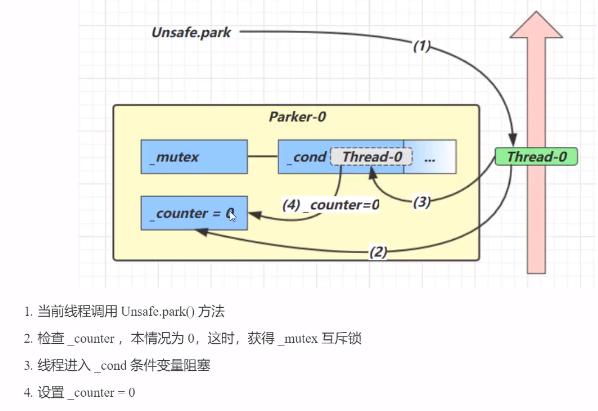 Unsafe.park
(1)
Parker-0
_mutex
_cond
Thread-0
...
Thread-0
(4) _counter=0
(3)
_counter = 0
(2)
1. 当前线程调用 Unsafe.park() 方法
2. 检查 _counter ，本情况为 0，这时，获得 _mutex 互斥锁
3. 线程进入 _cond 条件变量阻塞
4. 设置 _counter = 0